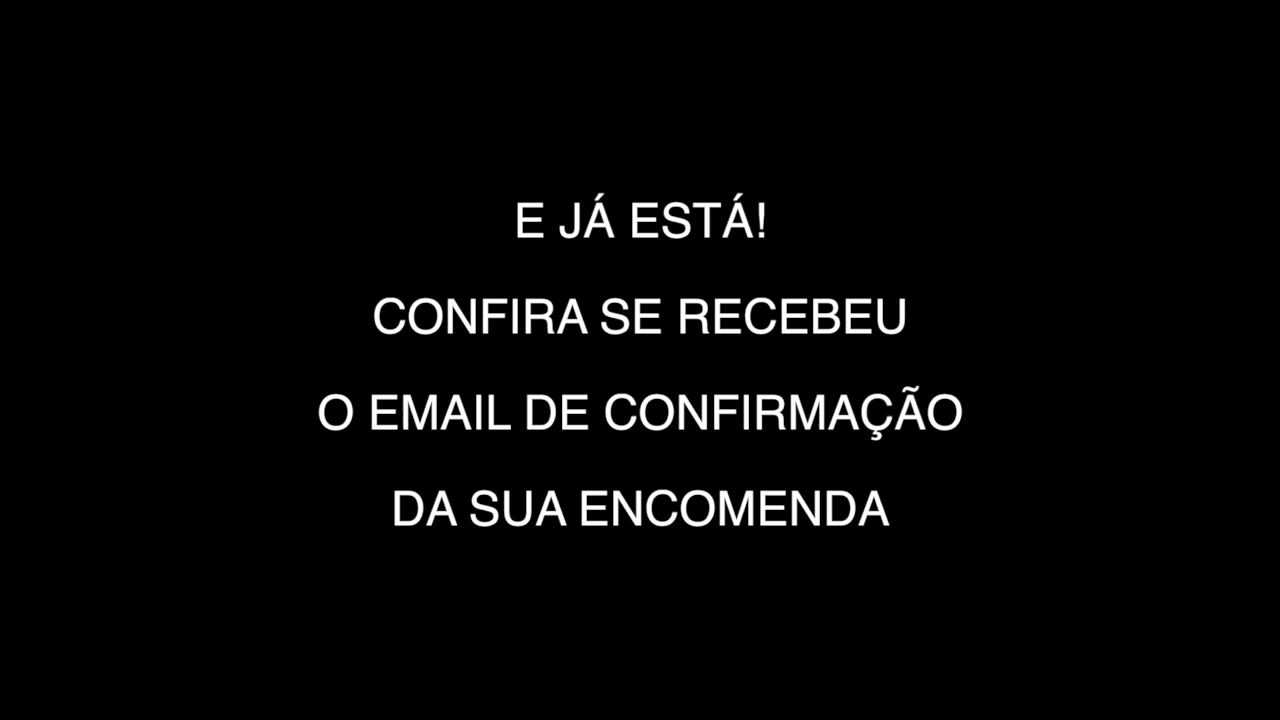 E JÁ ESTÁ!
CONFIRA SE RECEBEU
O EMAIL DE CONFIRMAÇÃO
DA SUA ENCOMENDA